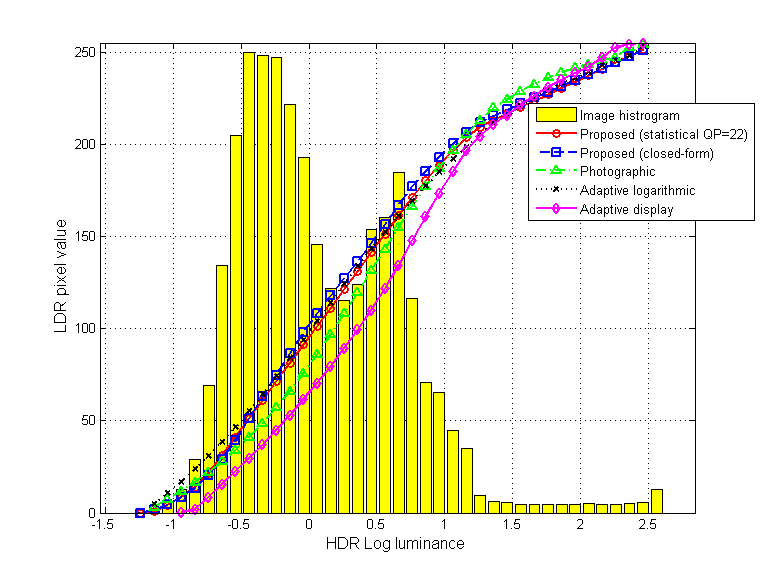 250
200
150
100
50
0
LDR pixel value
Image histrogram
Proposed (statistical QP=22)
Proposed (closed-form)
Photographic
Adaptive logarithmic
Adaptive display
-1.5 -1 -0.5 0 0.5 1 1.5 2 2.5
HDR Log luminance